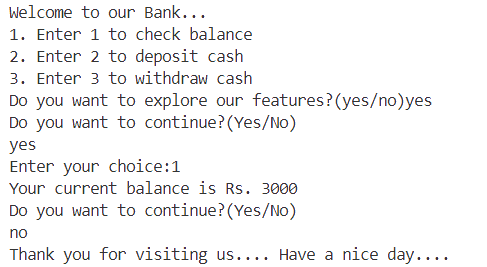 Welcome to our Bank...
1. Enter 1 to check balance
2. Enter 2 to deposit cash
3. Enter 3 to withdraw cash
Do you want to explore our features?(yes/no)yes
Do you want to continue?(Yes/No)
yes
Enter your choice:1
Your current balance is Rs. 3000
Do you want to continue?(Yes/No)
no
Thank you for visiting us.... Have a nice day....